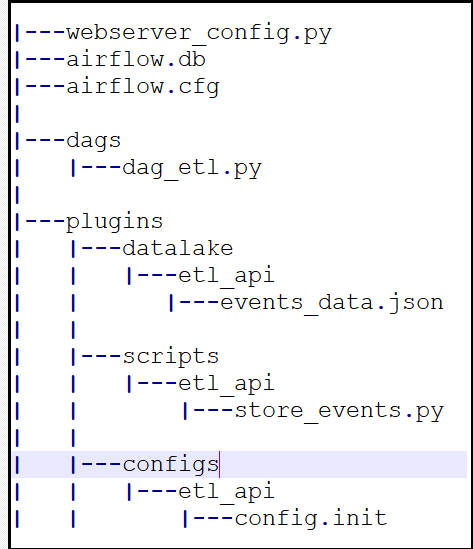 |---webserver_config.py
|---airflow.db
|---airflow.cfg
|
|---dags
|   |---dag_etl.py
|
|---plugins
|   |---datalake
|   |   |---etl_api
|   |      |---events_data.json
|   |
|   |---scripts
|   |   |---etl_api
|   |       |---store_events.py
|   |
|   |---configs
|   |   |---etl_api
|   |       |---config.init